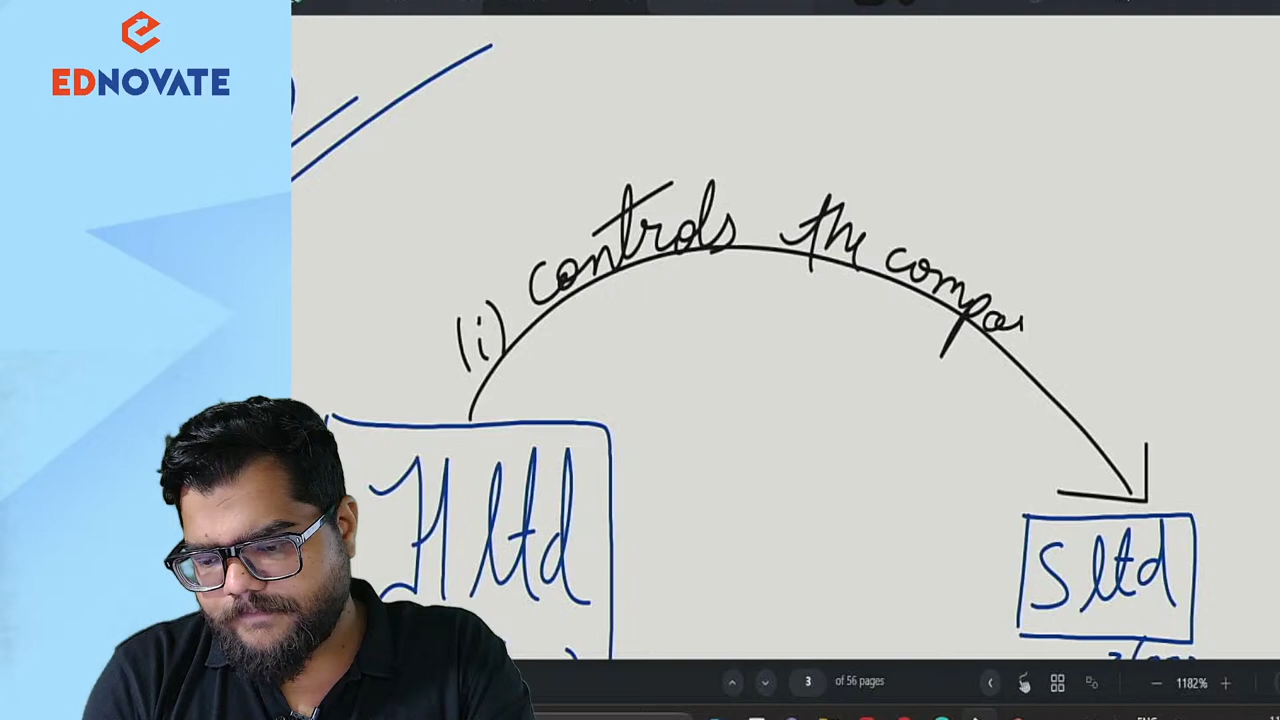 EDNOVATE
(i) controls the compa
H ltd
S ltd
3
of 56 pages
1182%